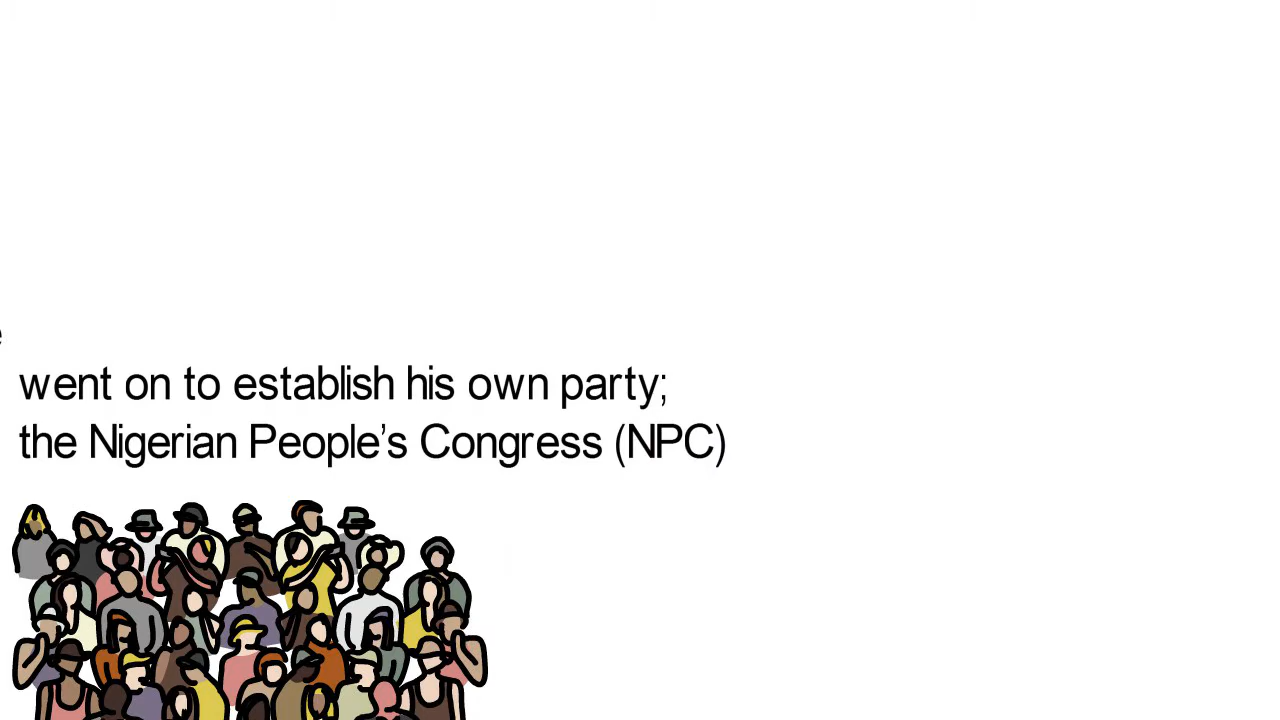 went on to establish his own party;
the Nigerian People’s Congress (NPC)